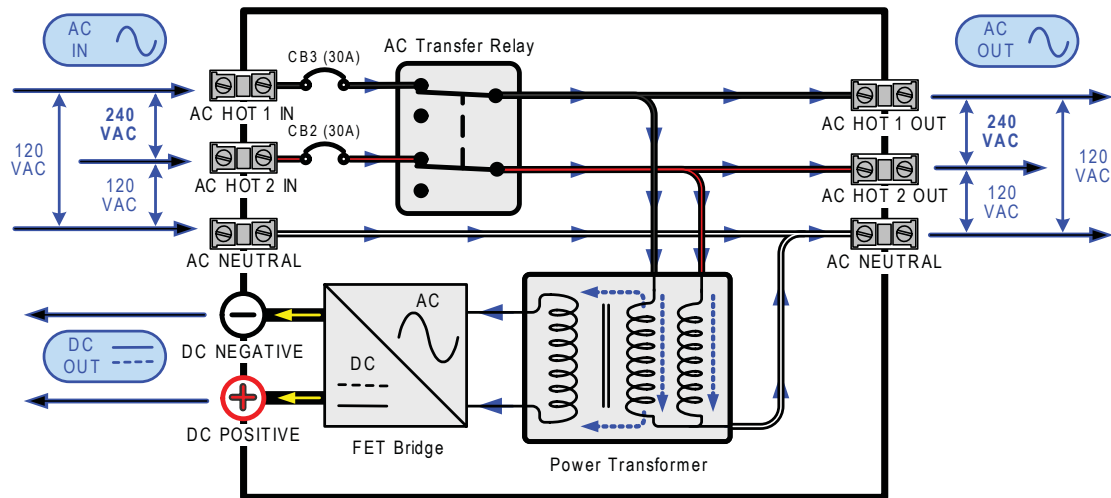 AC
IN
AC
OUT
CB3 (30A)
AC Transfer Relay
AC HOT 1 IN
AC HOT 1 OUT
240
VAC
120
VAC
CB2 (30A)
120
VAC
AC HOT 2 IN
AC HOT 2 OUT
240
VAC
120
VAC
120
VAC
AC NEUTRAL
AC NEUTRAL
DC NEGATIVE
DC
OUT
DC POSITIVE
AC
DC
FET Bridge
Power Transformer